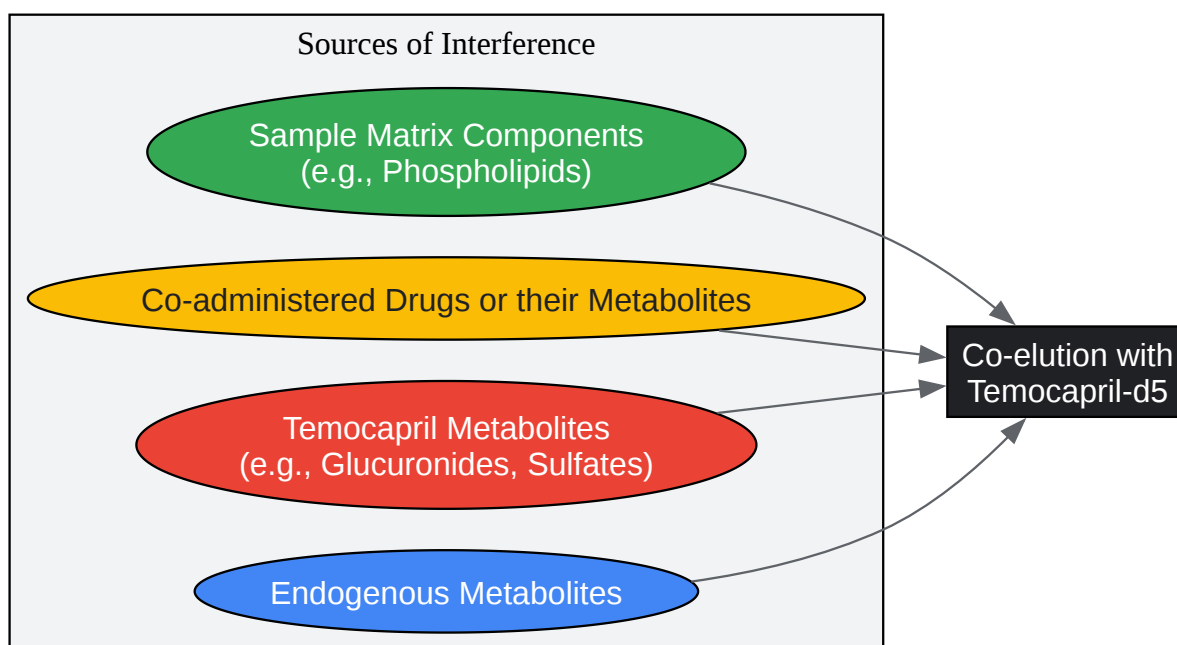 Sources of Interference
Sample Matrix Components
(e.g., Phospholipids)
Co-administered Drugs or their Metabolites
Temocapril Metabolites
(e.g., Glucuronides, Sulfates)
Endogenous Metabolites
Co-elution with
Temocapril-d5